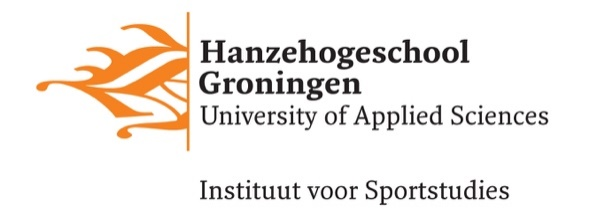 Hanzehogeschool
Groningen
University of Applied Sciences
Instituut voor Sportstudies